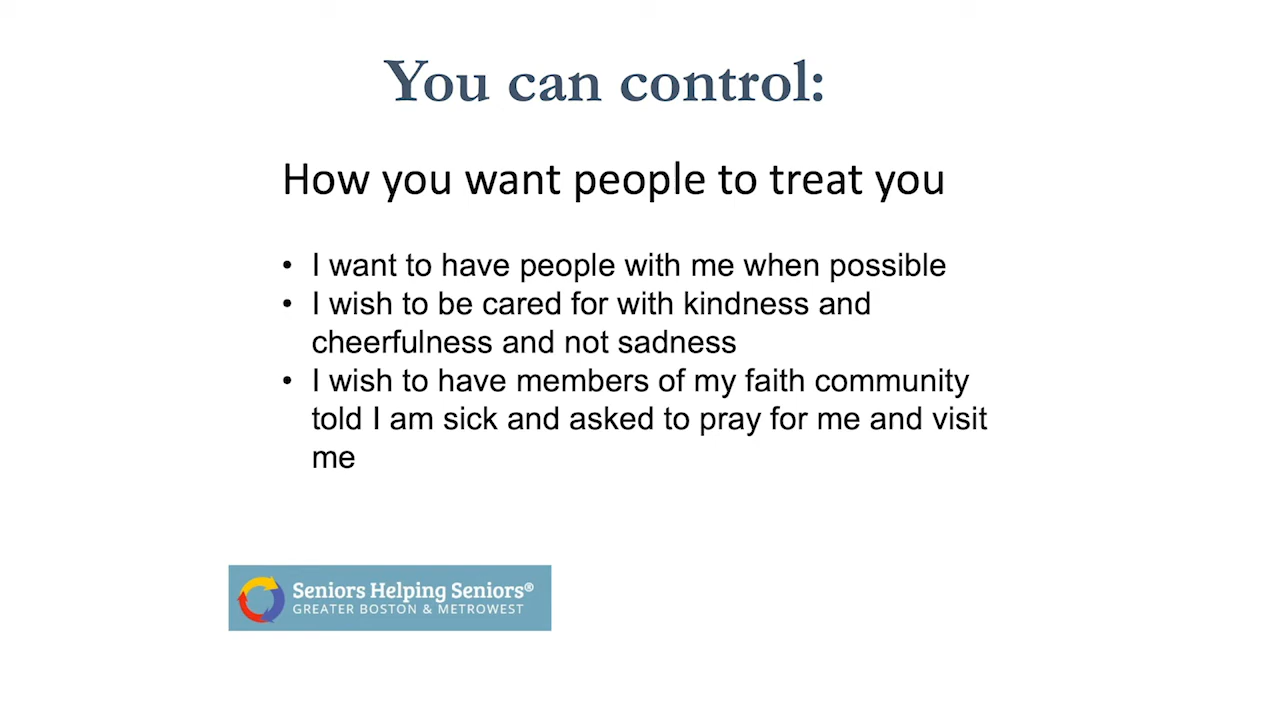 You can control:
How you want people to treat you
• I want to have people with me when possible
• I wish to be cared for with kindness and
cheerfulness and not sadness
• I wish to have members of my faith community
told I am sick and asked to pray for me and visit
me
Seniors Helping Seniors®
GREATER BOSTON & METROWEST